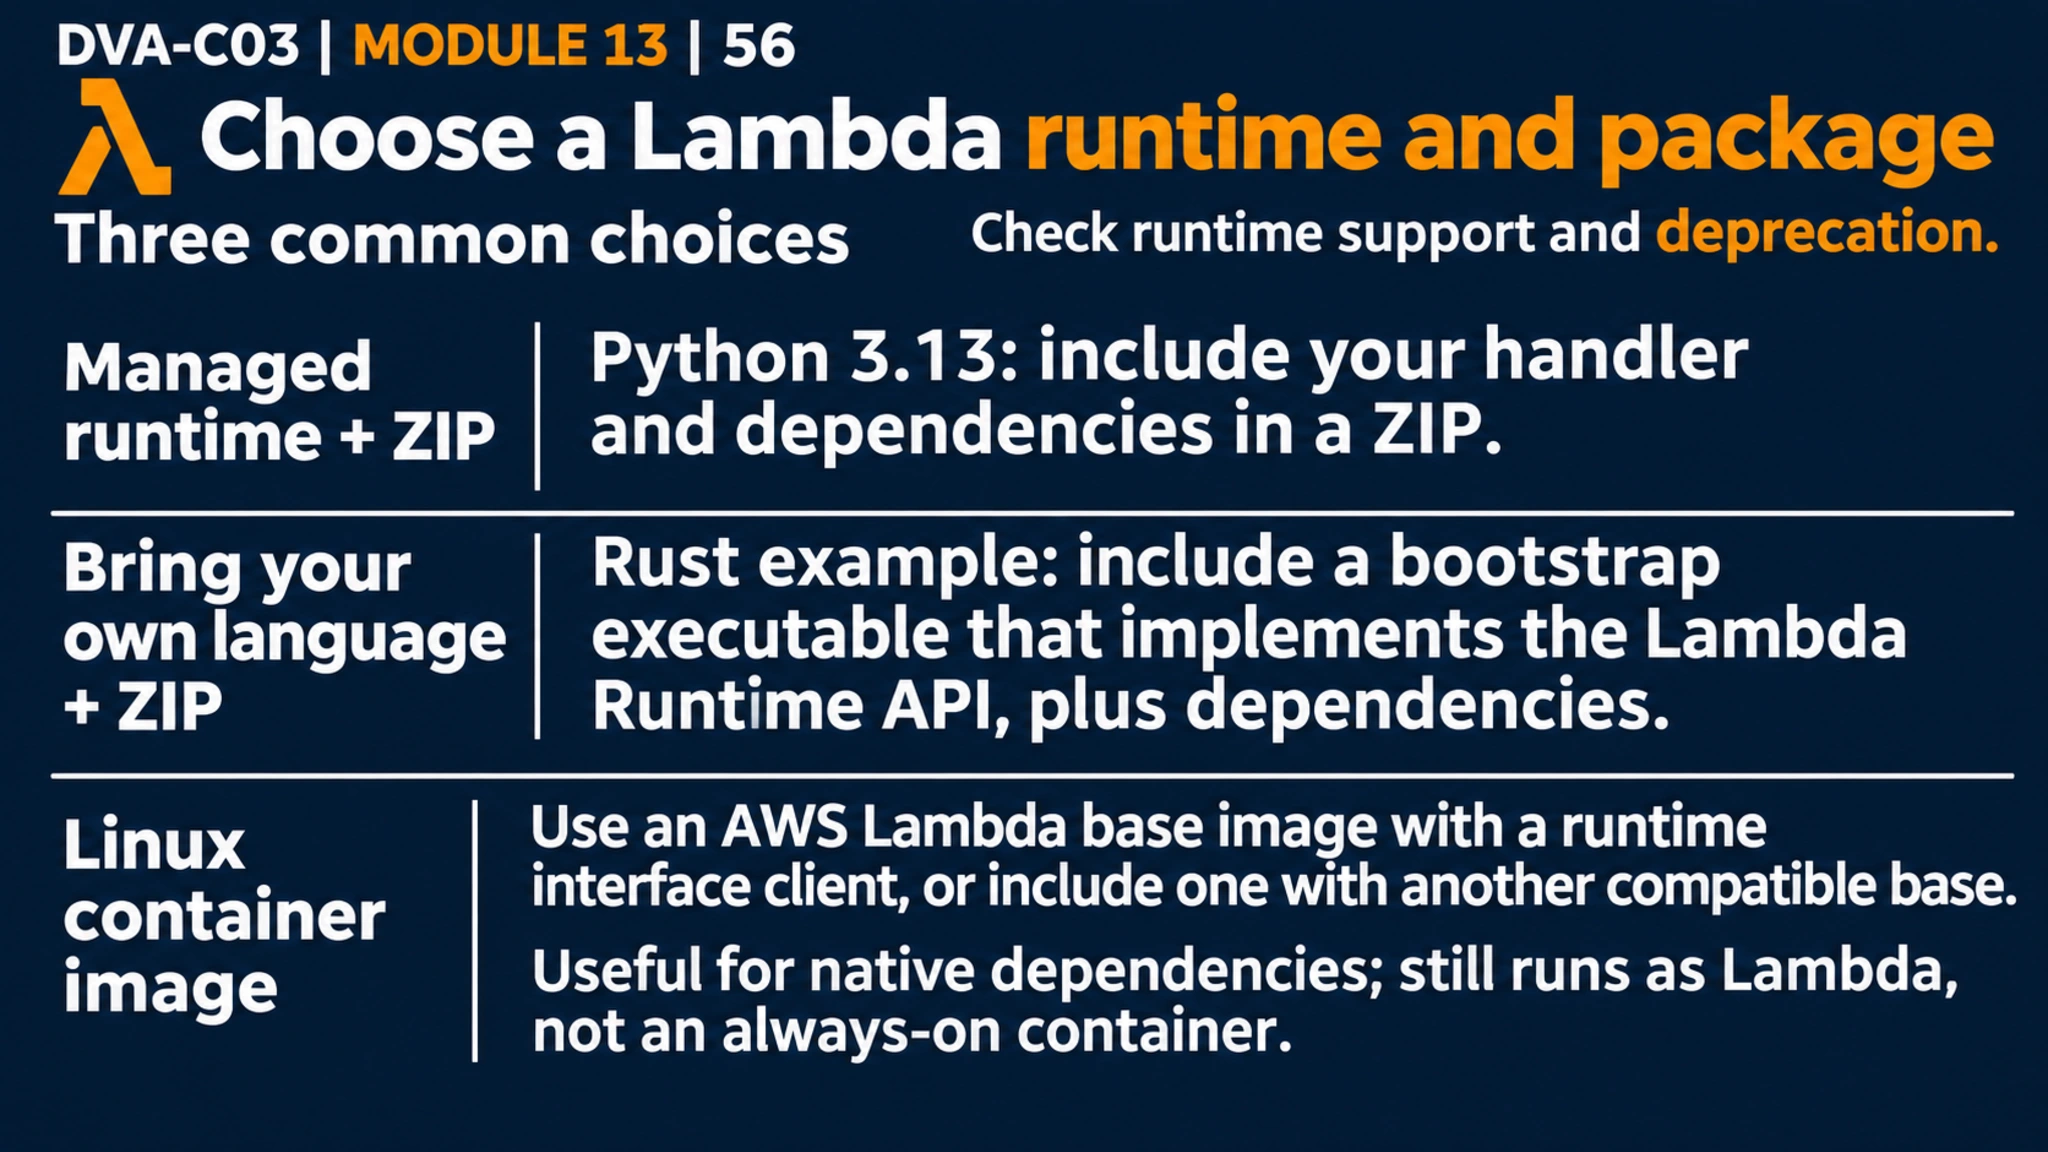 DVA-C03 | MODULE 13 | 56
Choose a Lambda runtime and package
Three common choices
Check runtime support and deprecation.
Managed
runtime + ZIP
Python 3.13: include your handler
and dependencies in a ZIP.
Bring your
own language
+ ZIP
Rust example: include a bootstrap
executable that implements the Lambda
Runtime API, plus dependencies.
Linux
container
image
Use an AWS Lambda base image with a runtime
interface client, or include one with another compatible base.
Useful for native dependencies; still runs as Lambda,
not an always-on container.